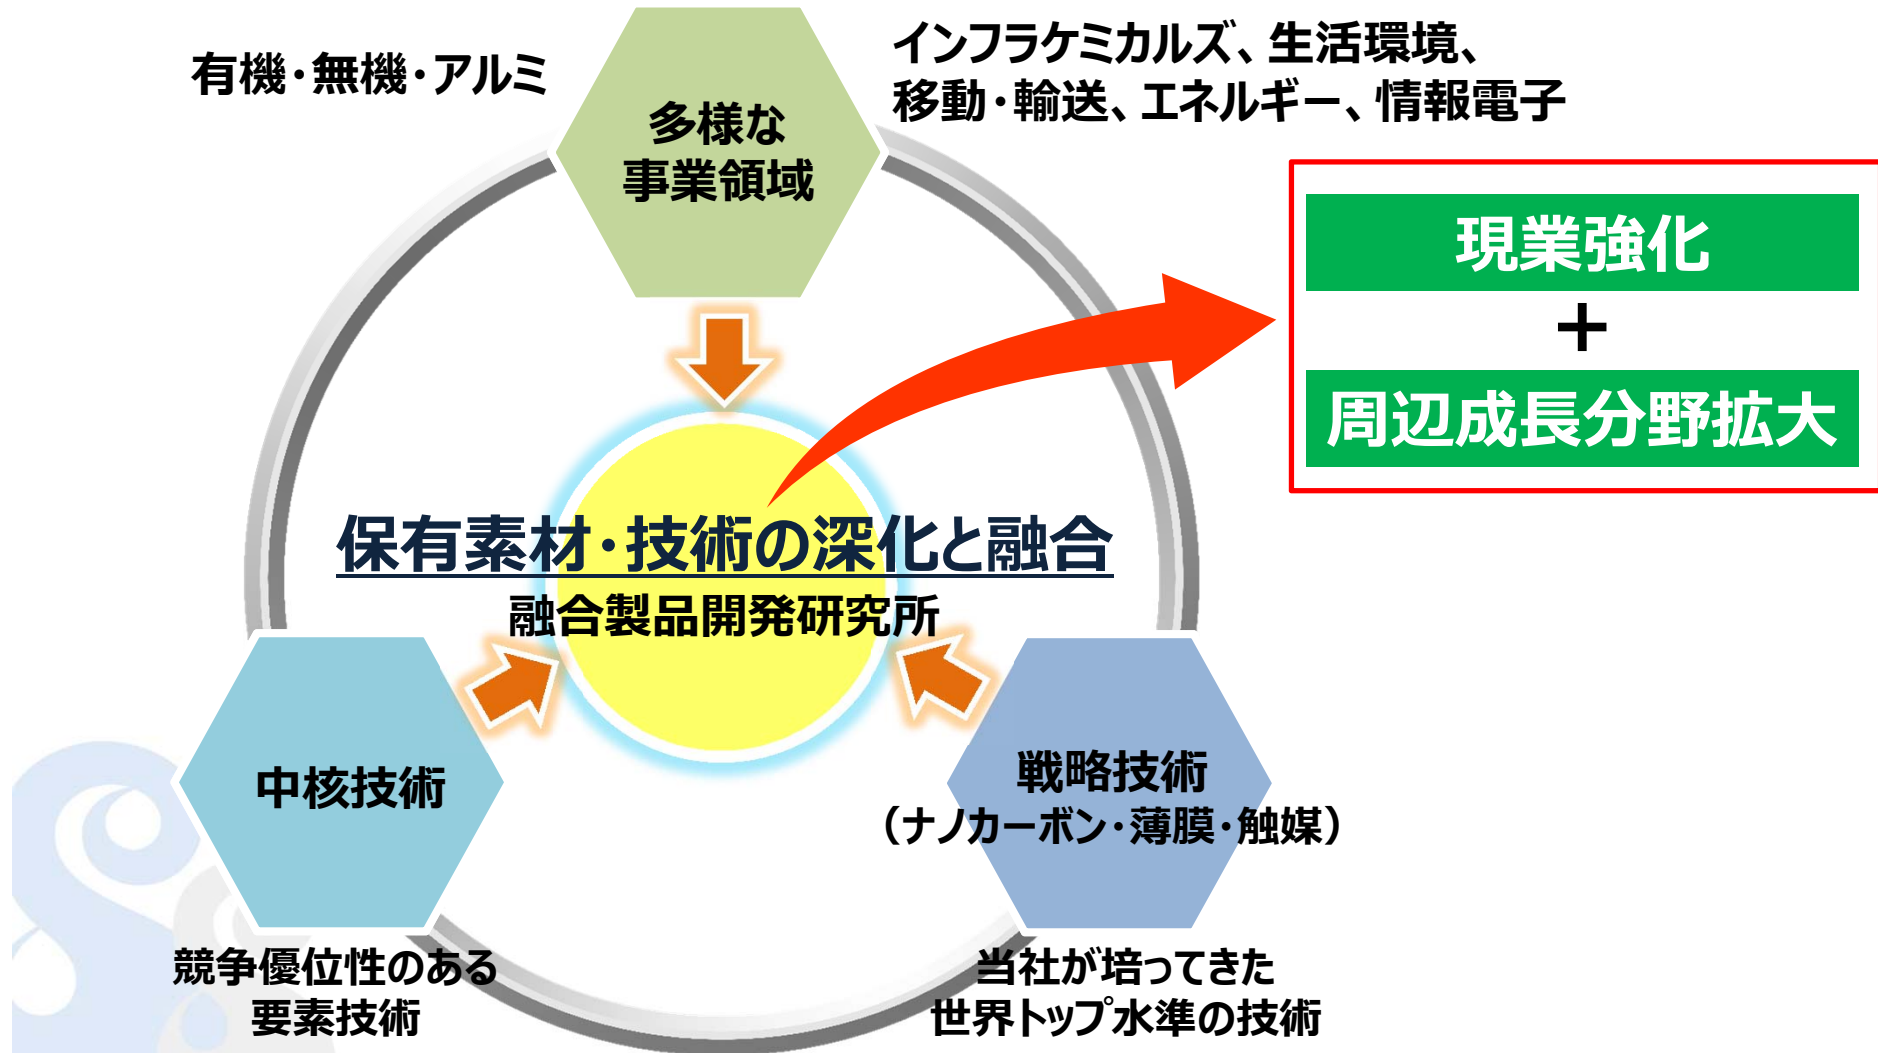 有機・無機・アルミ
インフラケミカルズ、生活環境、
移動・輸送、エネルギー、情報電子
多様な
事業領域
現業強化
＋
周辺成長分野拡大
保有素材・技術の深化と融合
融合製品開発研究所
中核技術
戦略技術
（ナノカーボン・薄膜・触媒）
競争優位性のある
要素技術
当社が培ってきた
世界トップ水準の技術